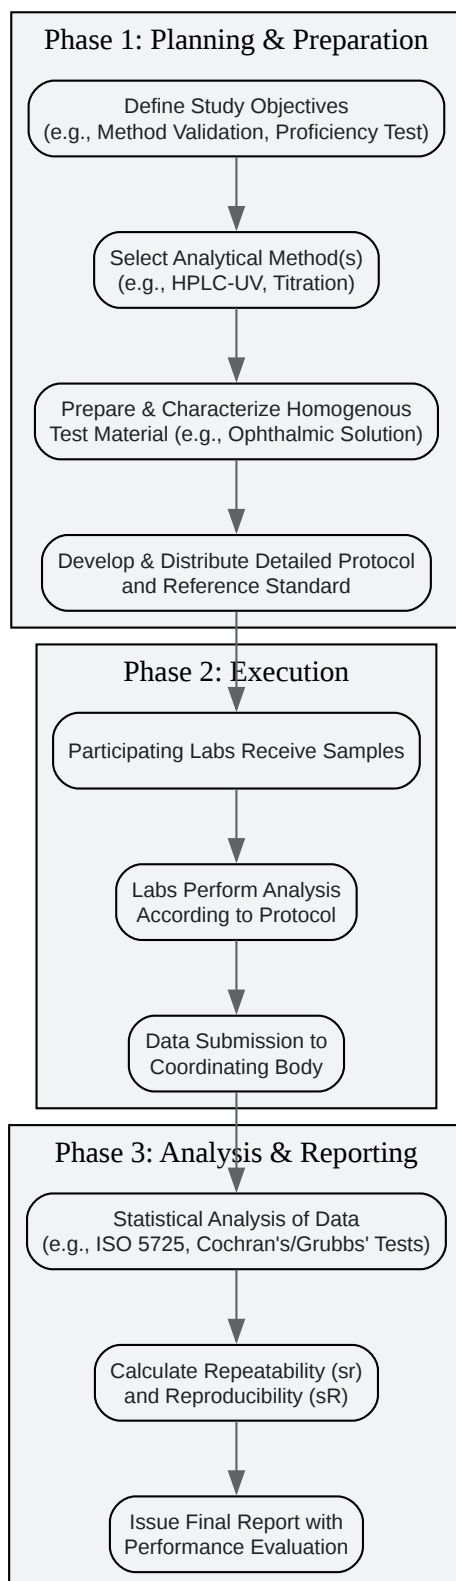 Phase 1: Planning & Preparation
Define Study Objectives
(e.g., Method Validation, Proficiency Test)
Select Analytical Method(s)
(e.g., HPLC-UV, Titration)
Prepare & Characterize Homogenous
Test Material (e.g., Ophthalmic Solution)
Develop & Distribute Detailed Protocol
and Reference Standard
Phase 2: Execution
Participating Labs Receive Samples
Labs Perform Analysis
According to Protocol
Data Submission to
Coordinating Body
Phase 3: Analysis & Reporting
Statistical Analysis of Data
(e.g., ISO 5725, Cochran's/Grubbs' Tests)
Calculate Repeatability (sr)
and Reproducibility (sR)
Issue Final Report with
Performance Evaluation